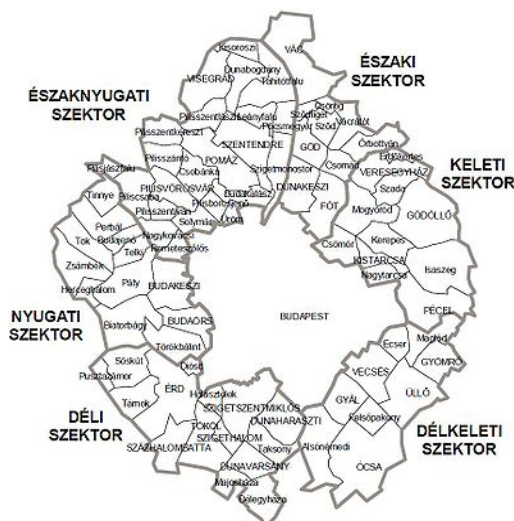 ÉSZAKI
SZEKTOR
ÉSZAKNYUGATI
SZEKTOR
KELETI
SZEKTOR
NYUGATI
SZEKTOR
DÉLI
SZEKTOR
DÉLKELETI
SZEKTOR
Kisoroszi
VÁC
VISEGRÁD
Dunabogdány
Tahitótfalu
Pilisszentlászló
Leányfalu
Pócsmegyer
Sződliget
Csörög
Sződ
Vácrátót
Pilisszentkereszt
SZENTENDRE
GÖD
Őrbottyán
Pilisszántó
POMÁZ
Csobánka
Szigetmonostor
Csomád
Erdőkertes
VERESEGYHÁZ
Pilisjászfalu
PILISVÖRÖSVÁR
Budakalász
DUNAKESZI
Szada
Tinnye
Piliscsaba
Pilisborosjenő
FÓT
Pilisszentiván
Üröm
Mogyoród
GÖDÖLLŐ
Perbál
Solymár
Tök
Budajenő
Nagykovácsi
Csömör
Kerepes
Telki
Remeteszőlős
KISTARCSA
Zsámbék
Nagytarcsa
Isaszeg
Herceghalom
Páty
BUDAKESZI
PÉCEL
BUDAPEST
Biatorbágy
BUDAÖRS
Törökbálint
Ecser
Maglód
GYÖMRŐ
Sóskút
Diósd
VECSÉS
Pusztazámor
ÉRD
Halásztelek
GYÁL
ÜLLŐ
Tárnok
SZIGETSZENTMIKLÓS
TÖKÖL
DUNAHARASZTI
Felsőpakony
SZIGETHALOM
SZÁZHALOMBATTA
Taksony
Alsónémedi
DUNAVARSÁNY
ÓCSA
Majosháza
Délegyháza